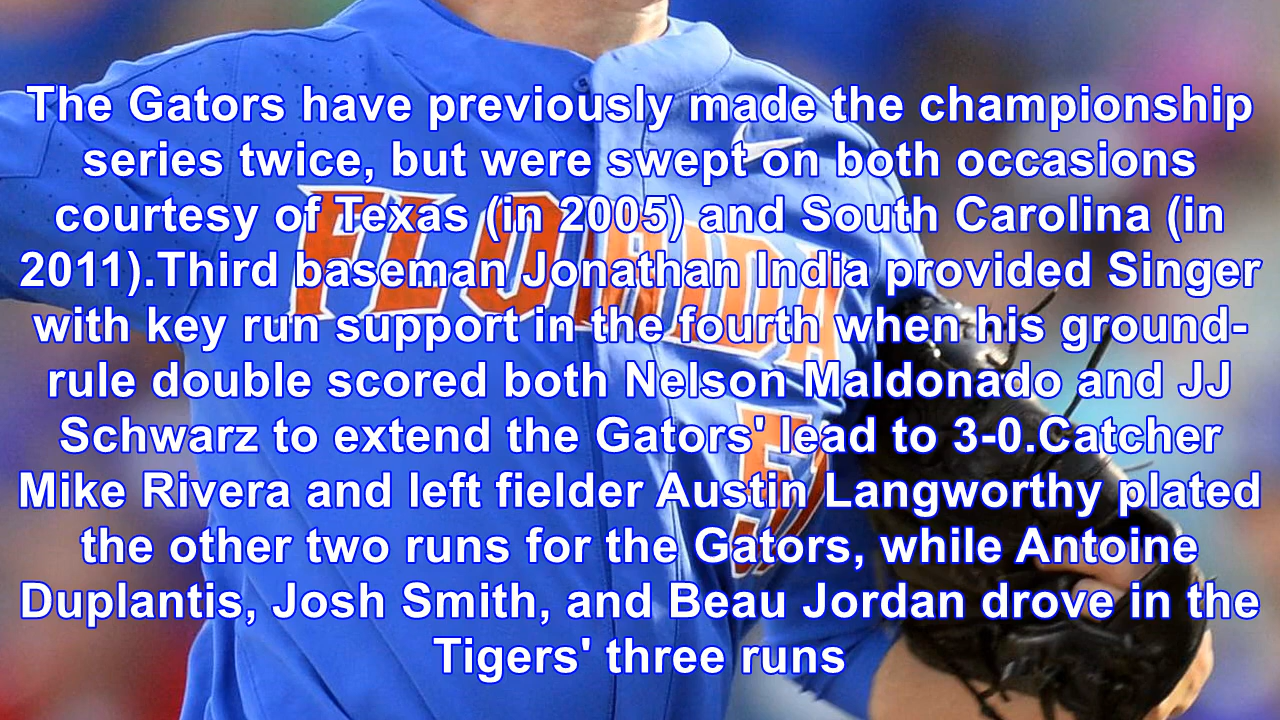 The Gators have previously made the championship
series twice, but were swept on both occasions
courtesy of Texas (in 2005) and South Carolina (in
2011).Third baseman Jonathan India provided Singer
with key run support in the fourth when his ground-
rule double scored both Nelson Maldonado and JJ
Schwarz to extend the Gators' lead to 3-0.Catcher
Mike Rivera and left fielder Austin Langworthy plated
the other two runs for the Gators, while Antoine
Duplantis, Josh Smith, and Beau Jordan drove in the
Tigers' three runs
FLORIDA
51